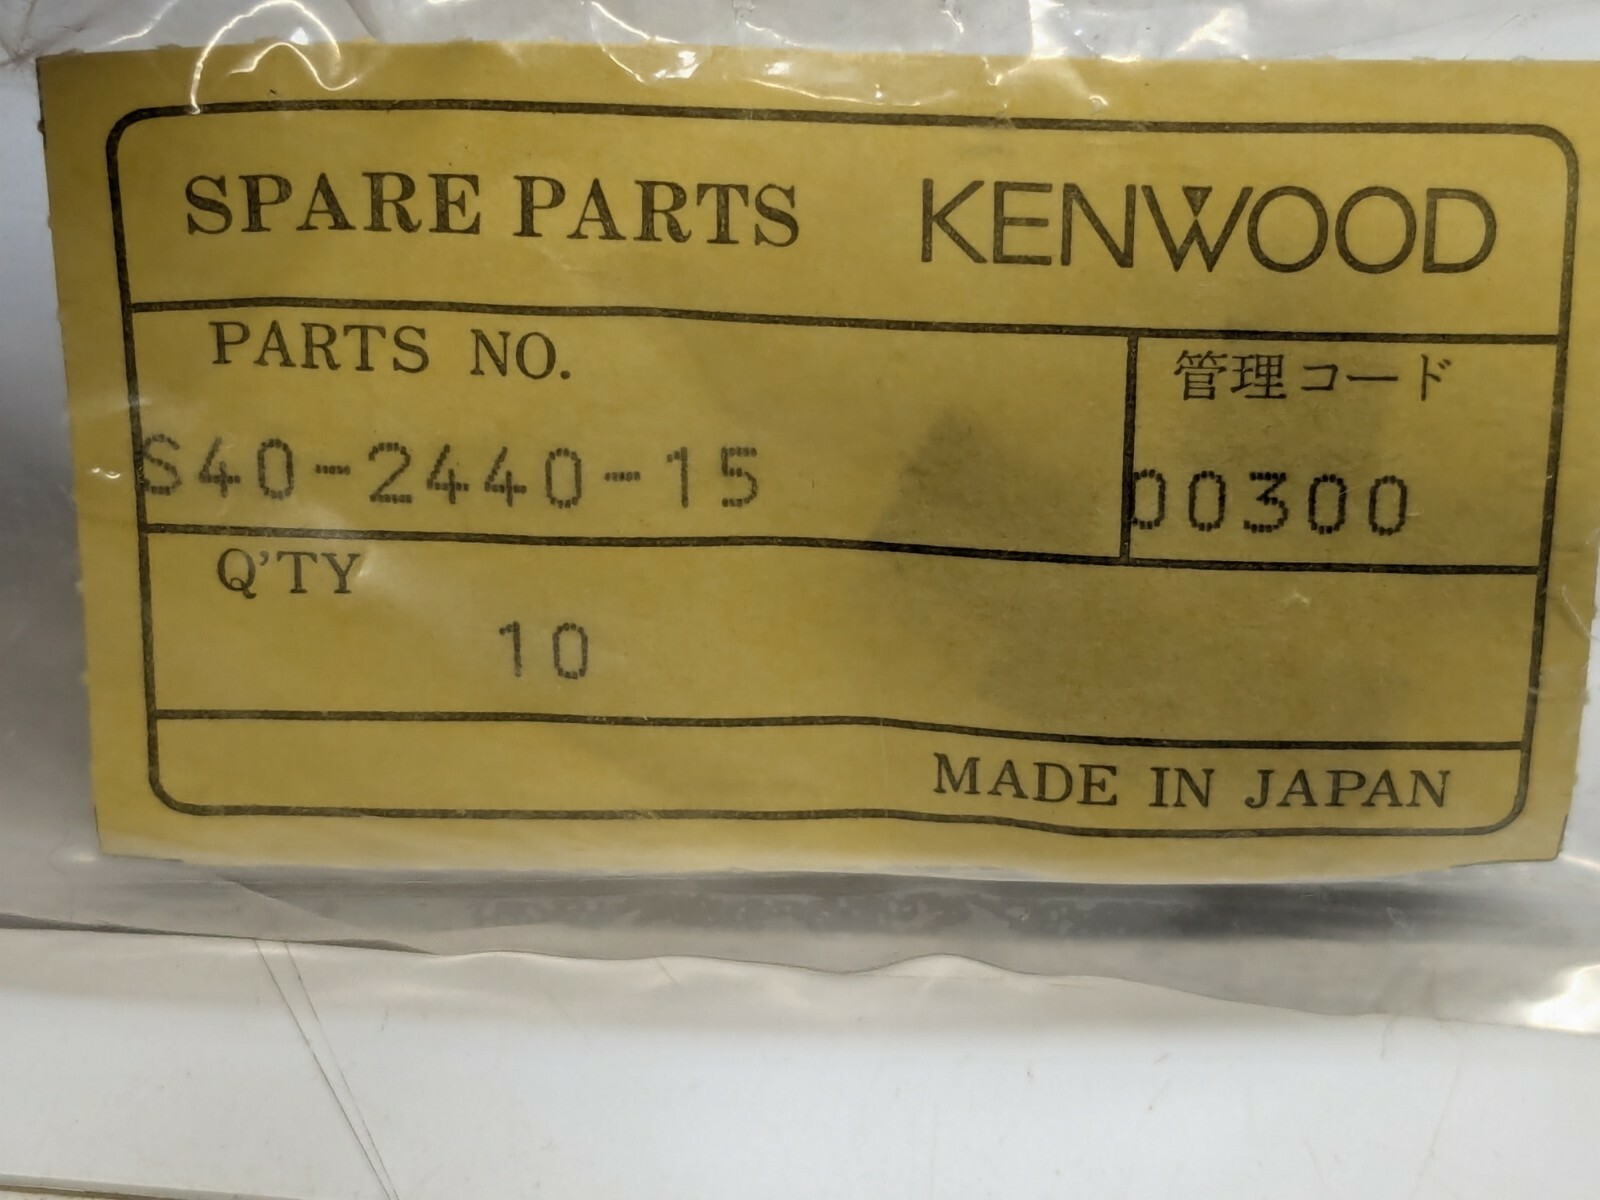 SPARE PARTS KENWOOD
PARTS NO. 管理コード
S40-2440-15 00300
Q'TY
10
MADE IN JAPAN